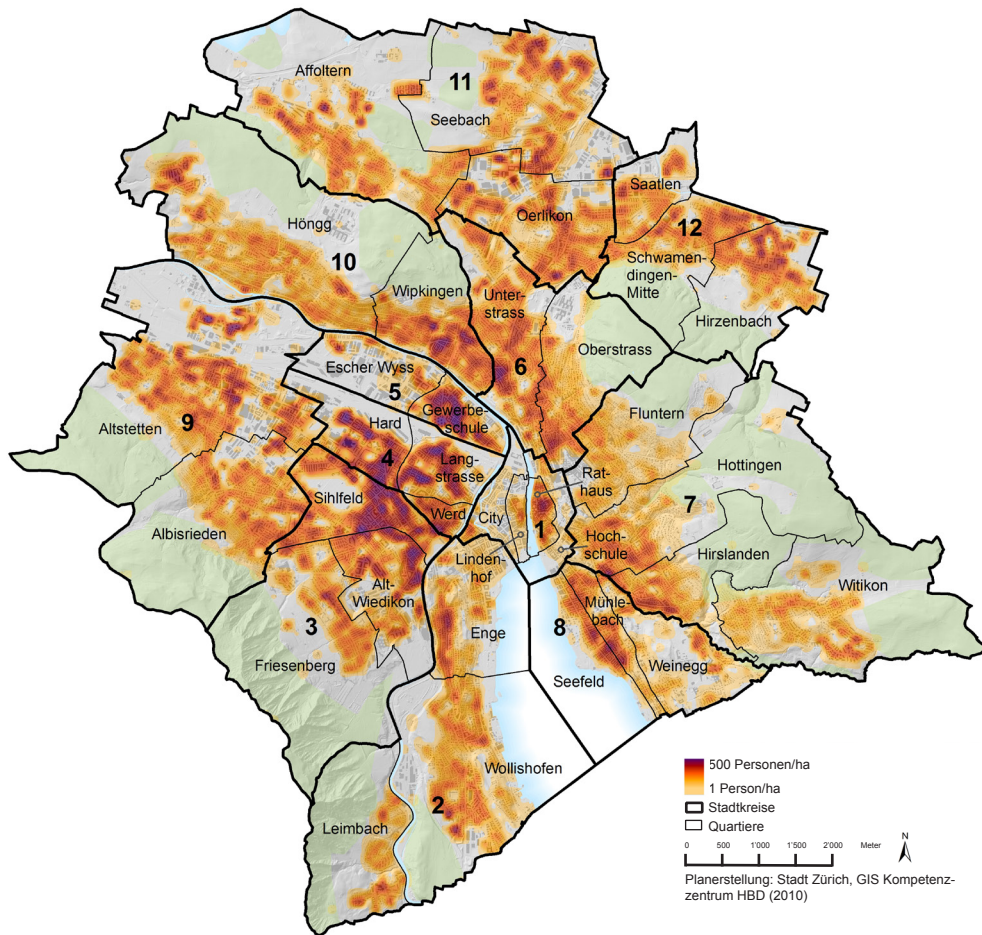 Affoltern
11
Seebach
Saatlen
Oerlikon
12
Höngg
Schwamen-
dingen-
Mitte
10
Wipkingen
Unter-
strass
Hirzenbach
Oberstrass
Escher Wyss
6
5
Fluntern
Gewerbe-
schule
9
Hard
Altstetten
Lang-
strasse
4
Hottingen
Rat-
haus
Sihlfeld
7
Werd
City
1
Albisrieden
Hoch-
schule
Hirslanden
Linden-
hof
Witikon
Alt-
Wiedikon
Mühle-
bach
3
Enge
8
Weinegg
Friesenberg
Seefeld
Wollishofen
2
Leimbach
500 Personen/ha
1 Person/ha
Stadtkreise
Quartiere
0 500 1'000 1'500 2'000 Meter
N
Planerstellung: Stadt Zürich, GIS Kompetenz-
zentrum HBD (2010)